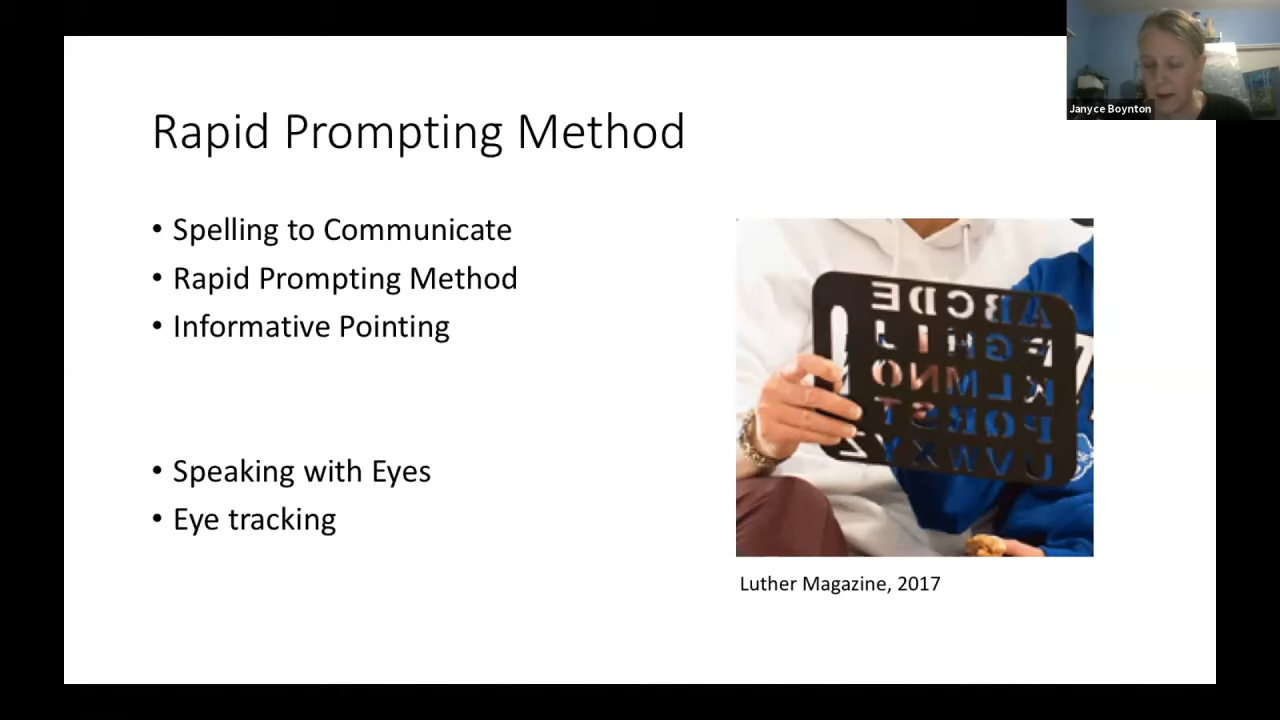 Janyce Boynton
Rapid Prompting Method
• Spelling to Communicate
• Rapid Prompting Method
• Informative Pointing
• Speaking with Eyes
• Eye tracking
A B C D E
F G H I J
K L M N O
P Q R S T
U V W X Y Z
Luther Magazine, 2017